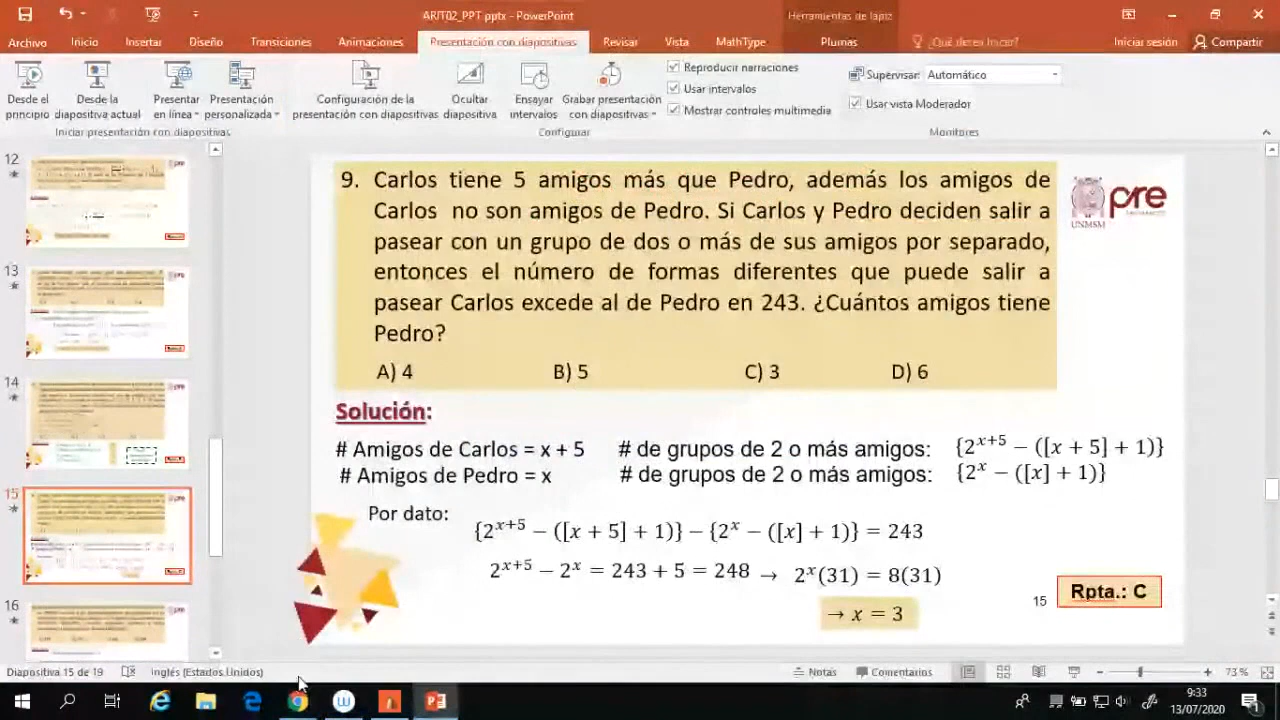 ARIT02_PPT.pptx - PowerPoint
Herramientas de lápiz
Archivo Inicio Insertar Diseño Transiciones Animaciones Presentación con diapositivas Revisar Vista MathType Plumas ¿Qué desea hacer? Iniciar sesión Compartir
Desde el principio
Desde la diapositiva actual
Presentar en línea
Presentación personalizada
Iniciar presentación con diapositivas
Configuración de la presentación con diapositivas
Ocultar diapositiva
Ensayar intervalos
Grabar presentación con diapositivas
Reproducir narraciones
Usar intervalos
Mostrar controles multimedia
Configurar
Supervisar: Automático
Usar vista Moderador
Monitores
12
13
14
15
16
9. Carlos tiene 5 amigos más que Pedro, además los amigos de
Carlos no son amigos de Pedro. Si Carlos y Pedro deciden salir a
pasear con un grupo de dos o más de sus amigos por separado,
entonces el número de formas diferentes que puede salir a
pasear Carlos excede al de Pedro en 243. ¿Cuántos amigos tiene
Pedro?
A) 4 B) 5 C) 3 D) 6
pre
UNMSM
Solución:
# Amigos de Carlos = x + 5 # de grupos de 2 o más amigos: {2^{x+5} − ([x + 5] + 1)}
# Amigos de Pedro = x # de grupos de 2 o más amigos: {2^x − ([x] + 1)}
Por dato: {2^{x+5} − ([x + 5] + 1)} − {2^x − ([x] + 1)} = 243
2^{x+5} − 2^x = 243 + 5 = 248 → 2^x(31) = 8(31)
→ x = 3
15
Rpta.: C
Diapositiva 15 de 19 Inglés (Estados Unidos) Notas Comentarios 73 %
9:33
13/07/2020